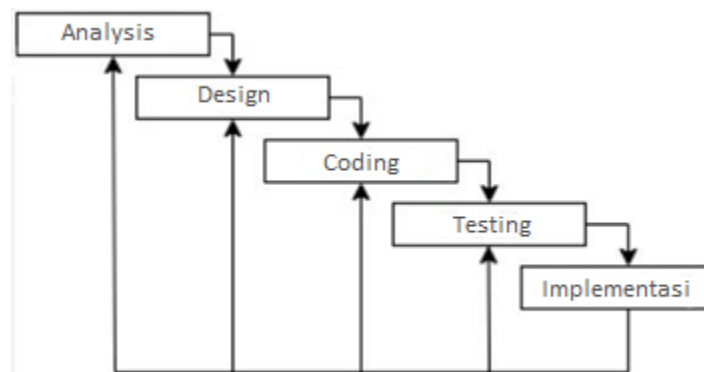 Analysis
Design
Coding
Testing
Implementasi